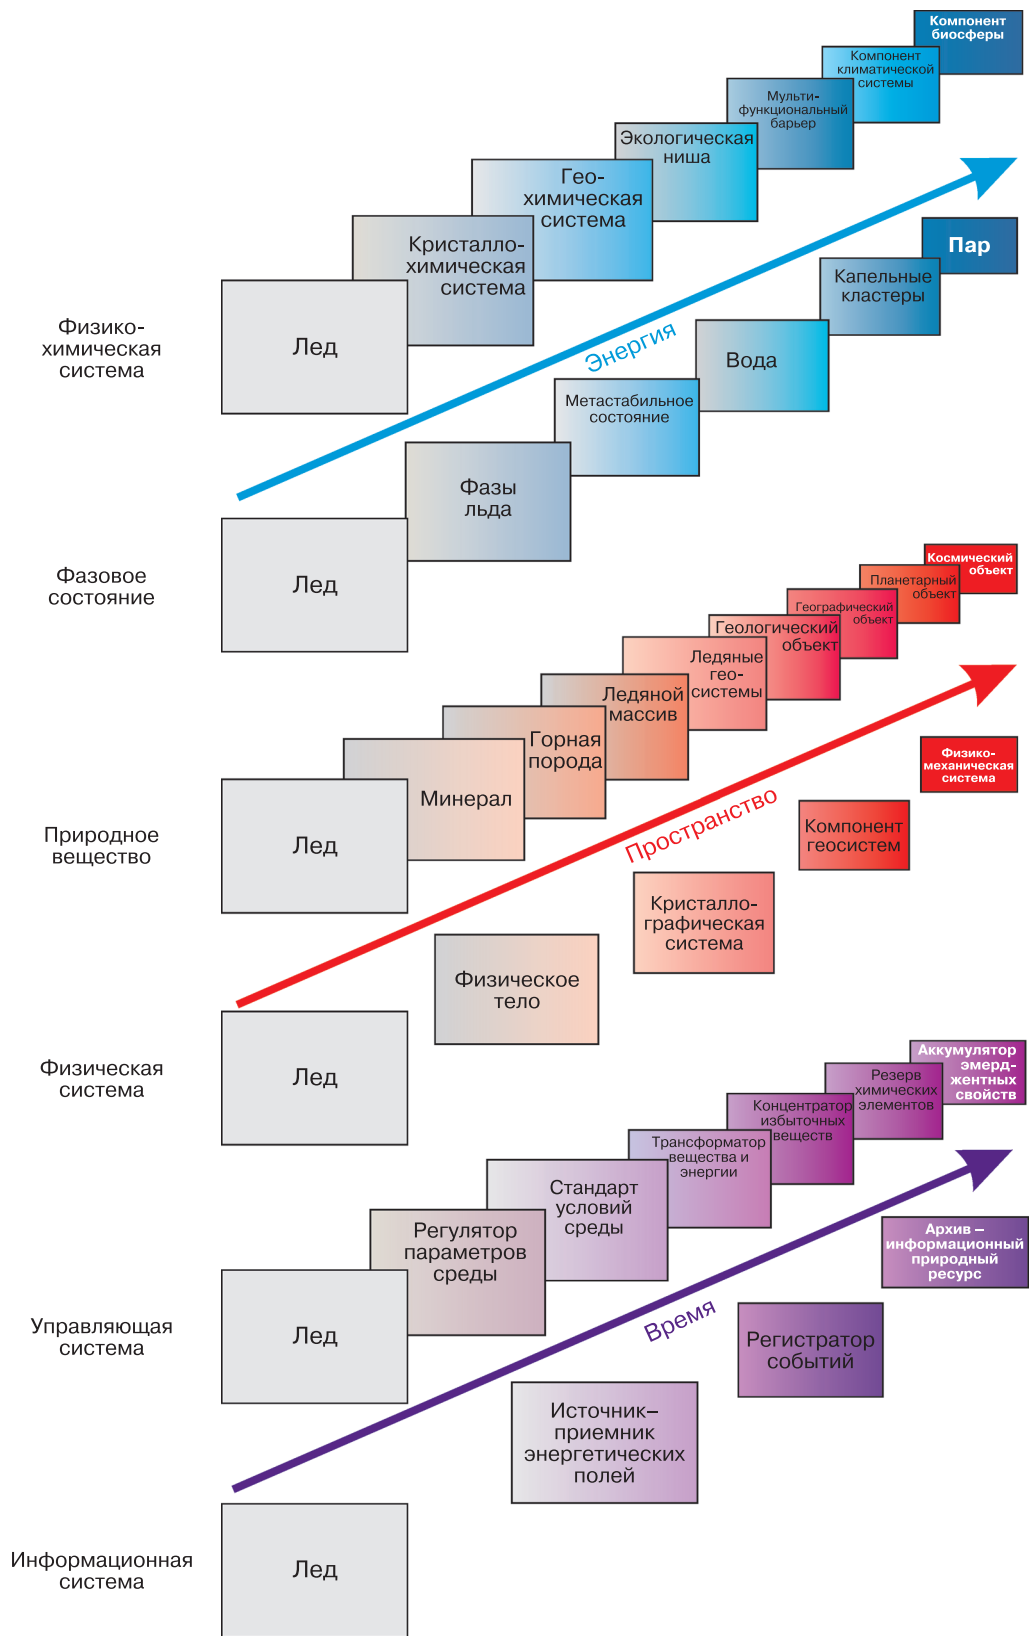 Компонент
биосферы
Компонент
климатической
системы
Мульти-
функциональный
барьер
Экологическая
ниша
Гео-
химическая
система
Кристалло-
химическая
система
Лед
Физико-
химическая
система
Энергия
Пар
Капельные
кластеры
Вода
Метастабильное
состояние
Фазы
льда
Лед
Фазовое
состояние
Космический
объект
Планетарный
объект
Географический
объект
Геологический
объект
Ледяные
гео-
системы
Ледяной
массив
Горная
порода
Минерал
Лед
Природное
вещество
Пространство
Физико-
механическая
система
Компонент
геосистем
Кристалло-
графическая
система
Физическое
тело
Лед
Физическая
система
Аккумулятор
эмерд-
жентных
свойств
Резерв
химических
элементов
Концентратор
избыточных
веществ
Трансформатор
вещества и
энергии
Стандарт
условий
среды
Регулятор
параметров
среды
Лед
Управляющая
система
Время
Архив –
информационный
природный
ресурс
Регистратор
событий
Источник–
приемник
энергетических
полей
Лед
Информационная
система